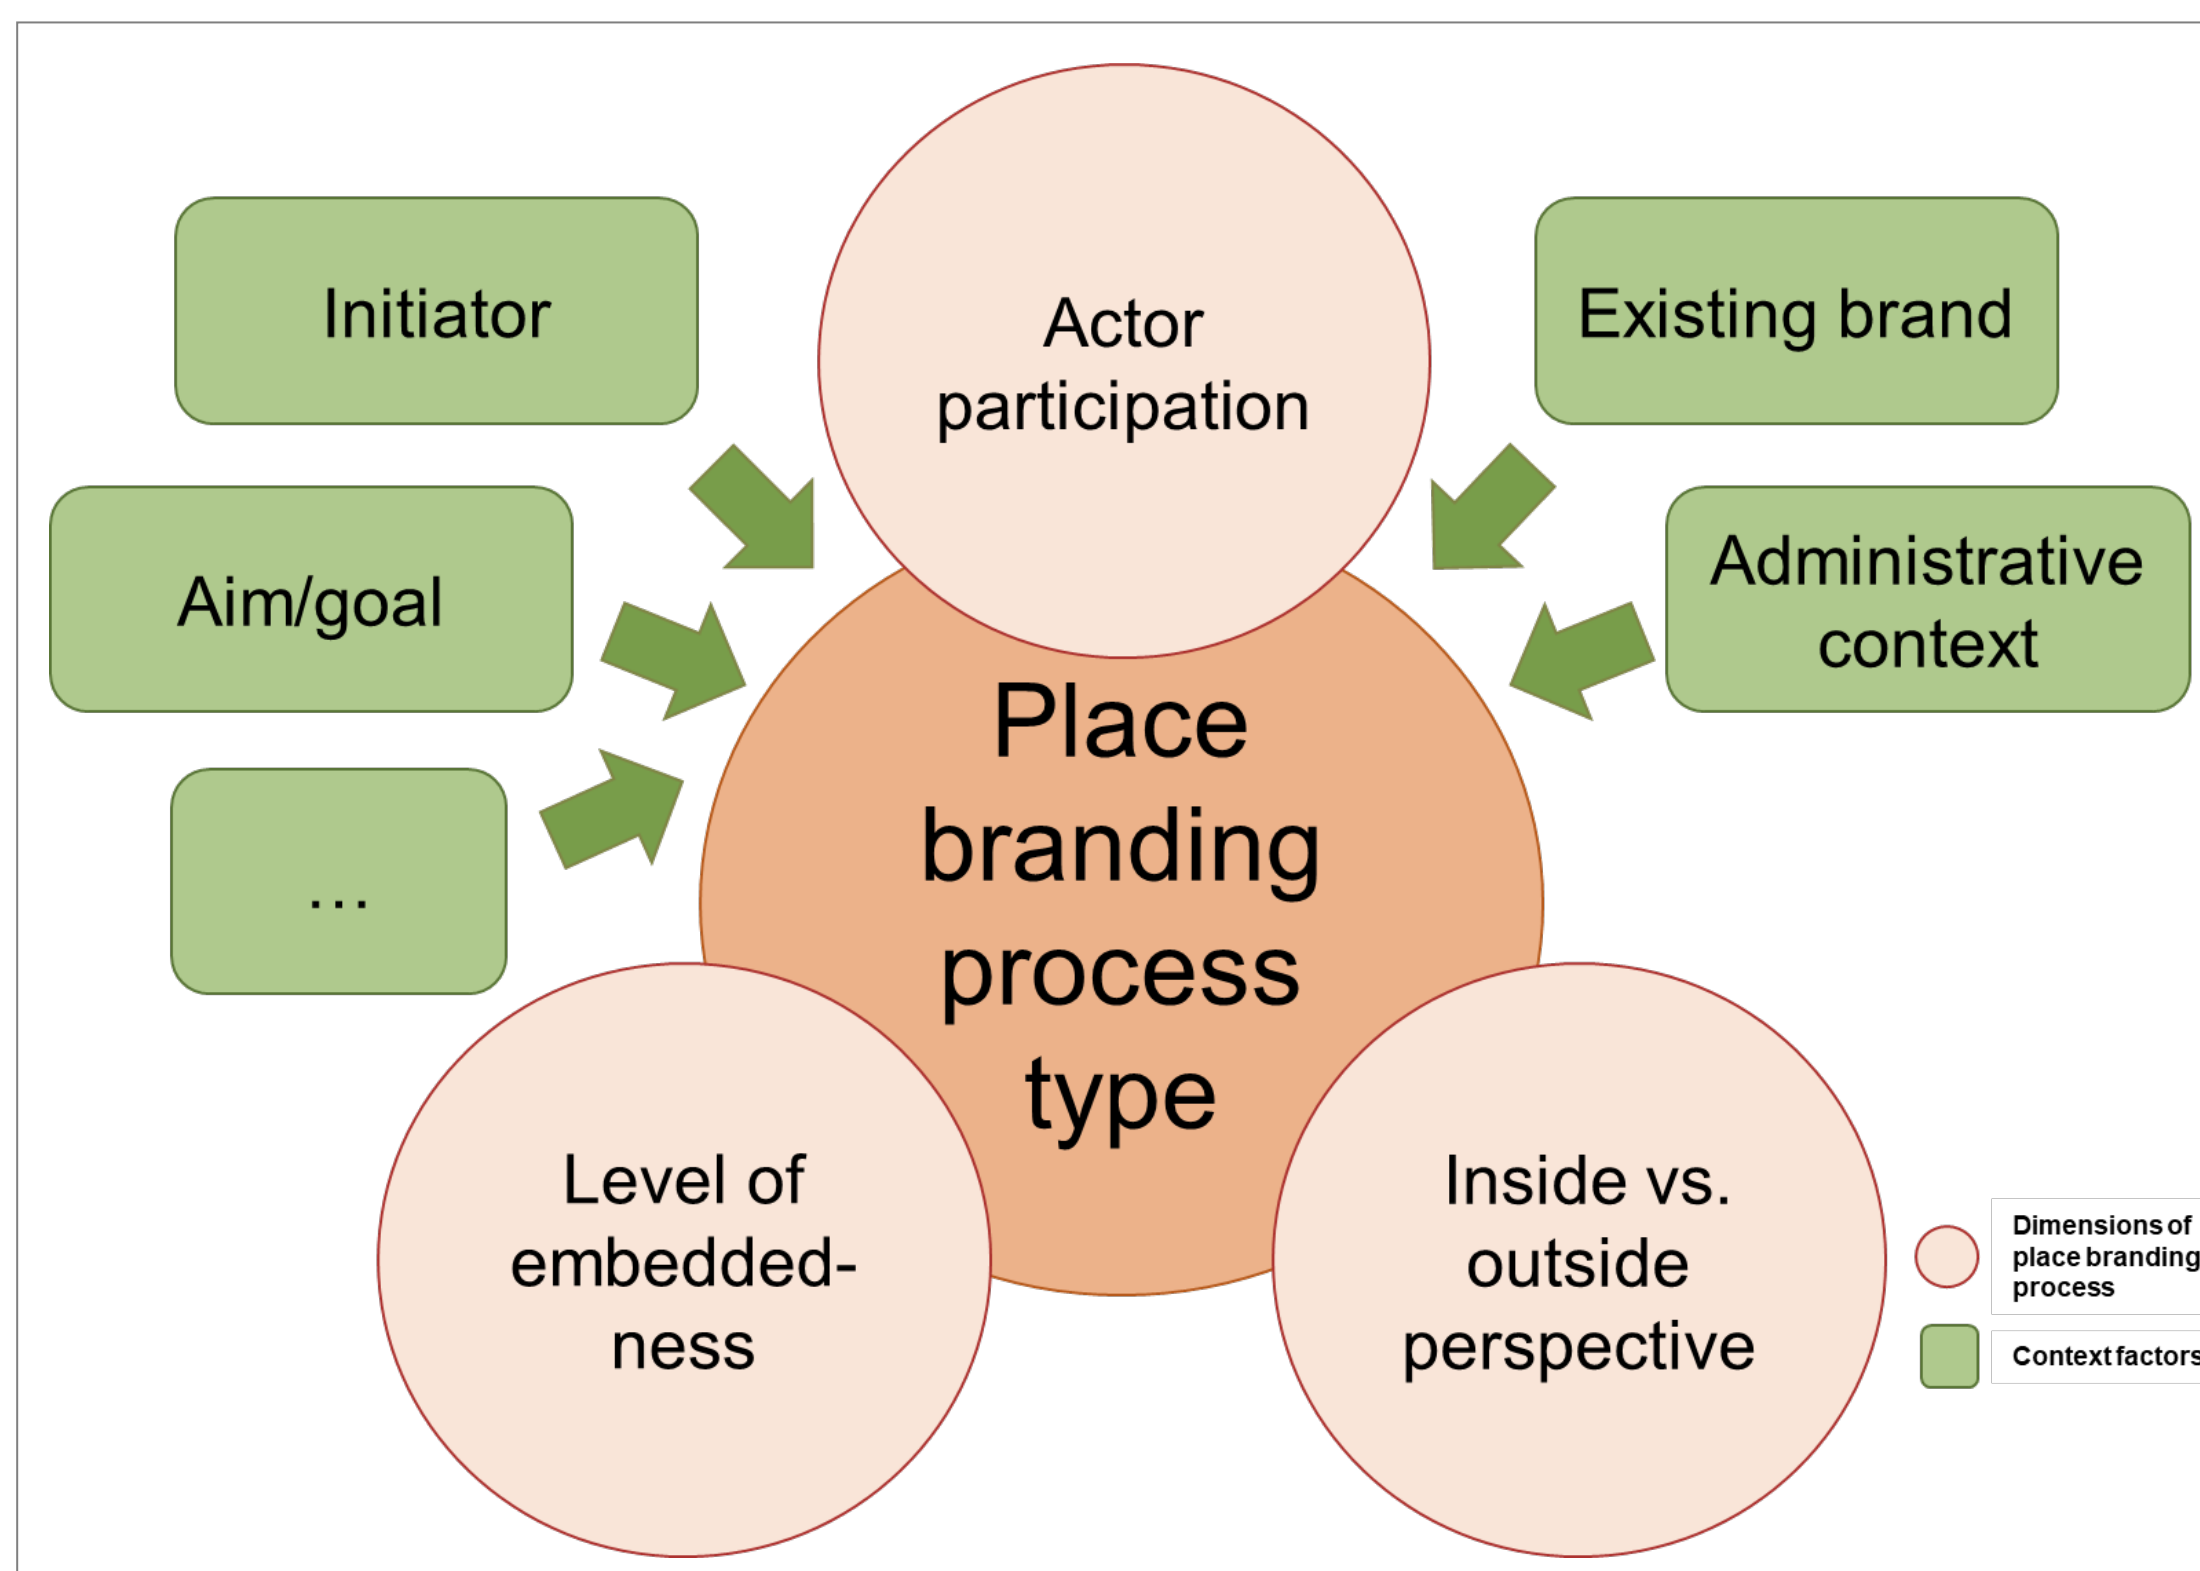 Initiator
Actor
participation
Existing brand
Aim/goal
Administrative
context
...
Place
branding
process
type
Level of
embedded-
ness
Inside vs.
outside
perspective
Dimensions of
place branding
process
Context factors